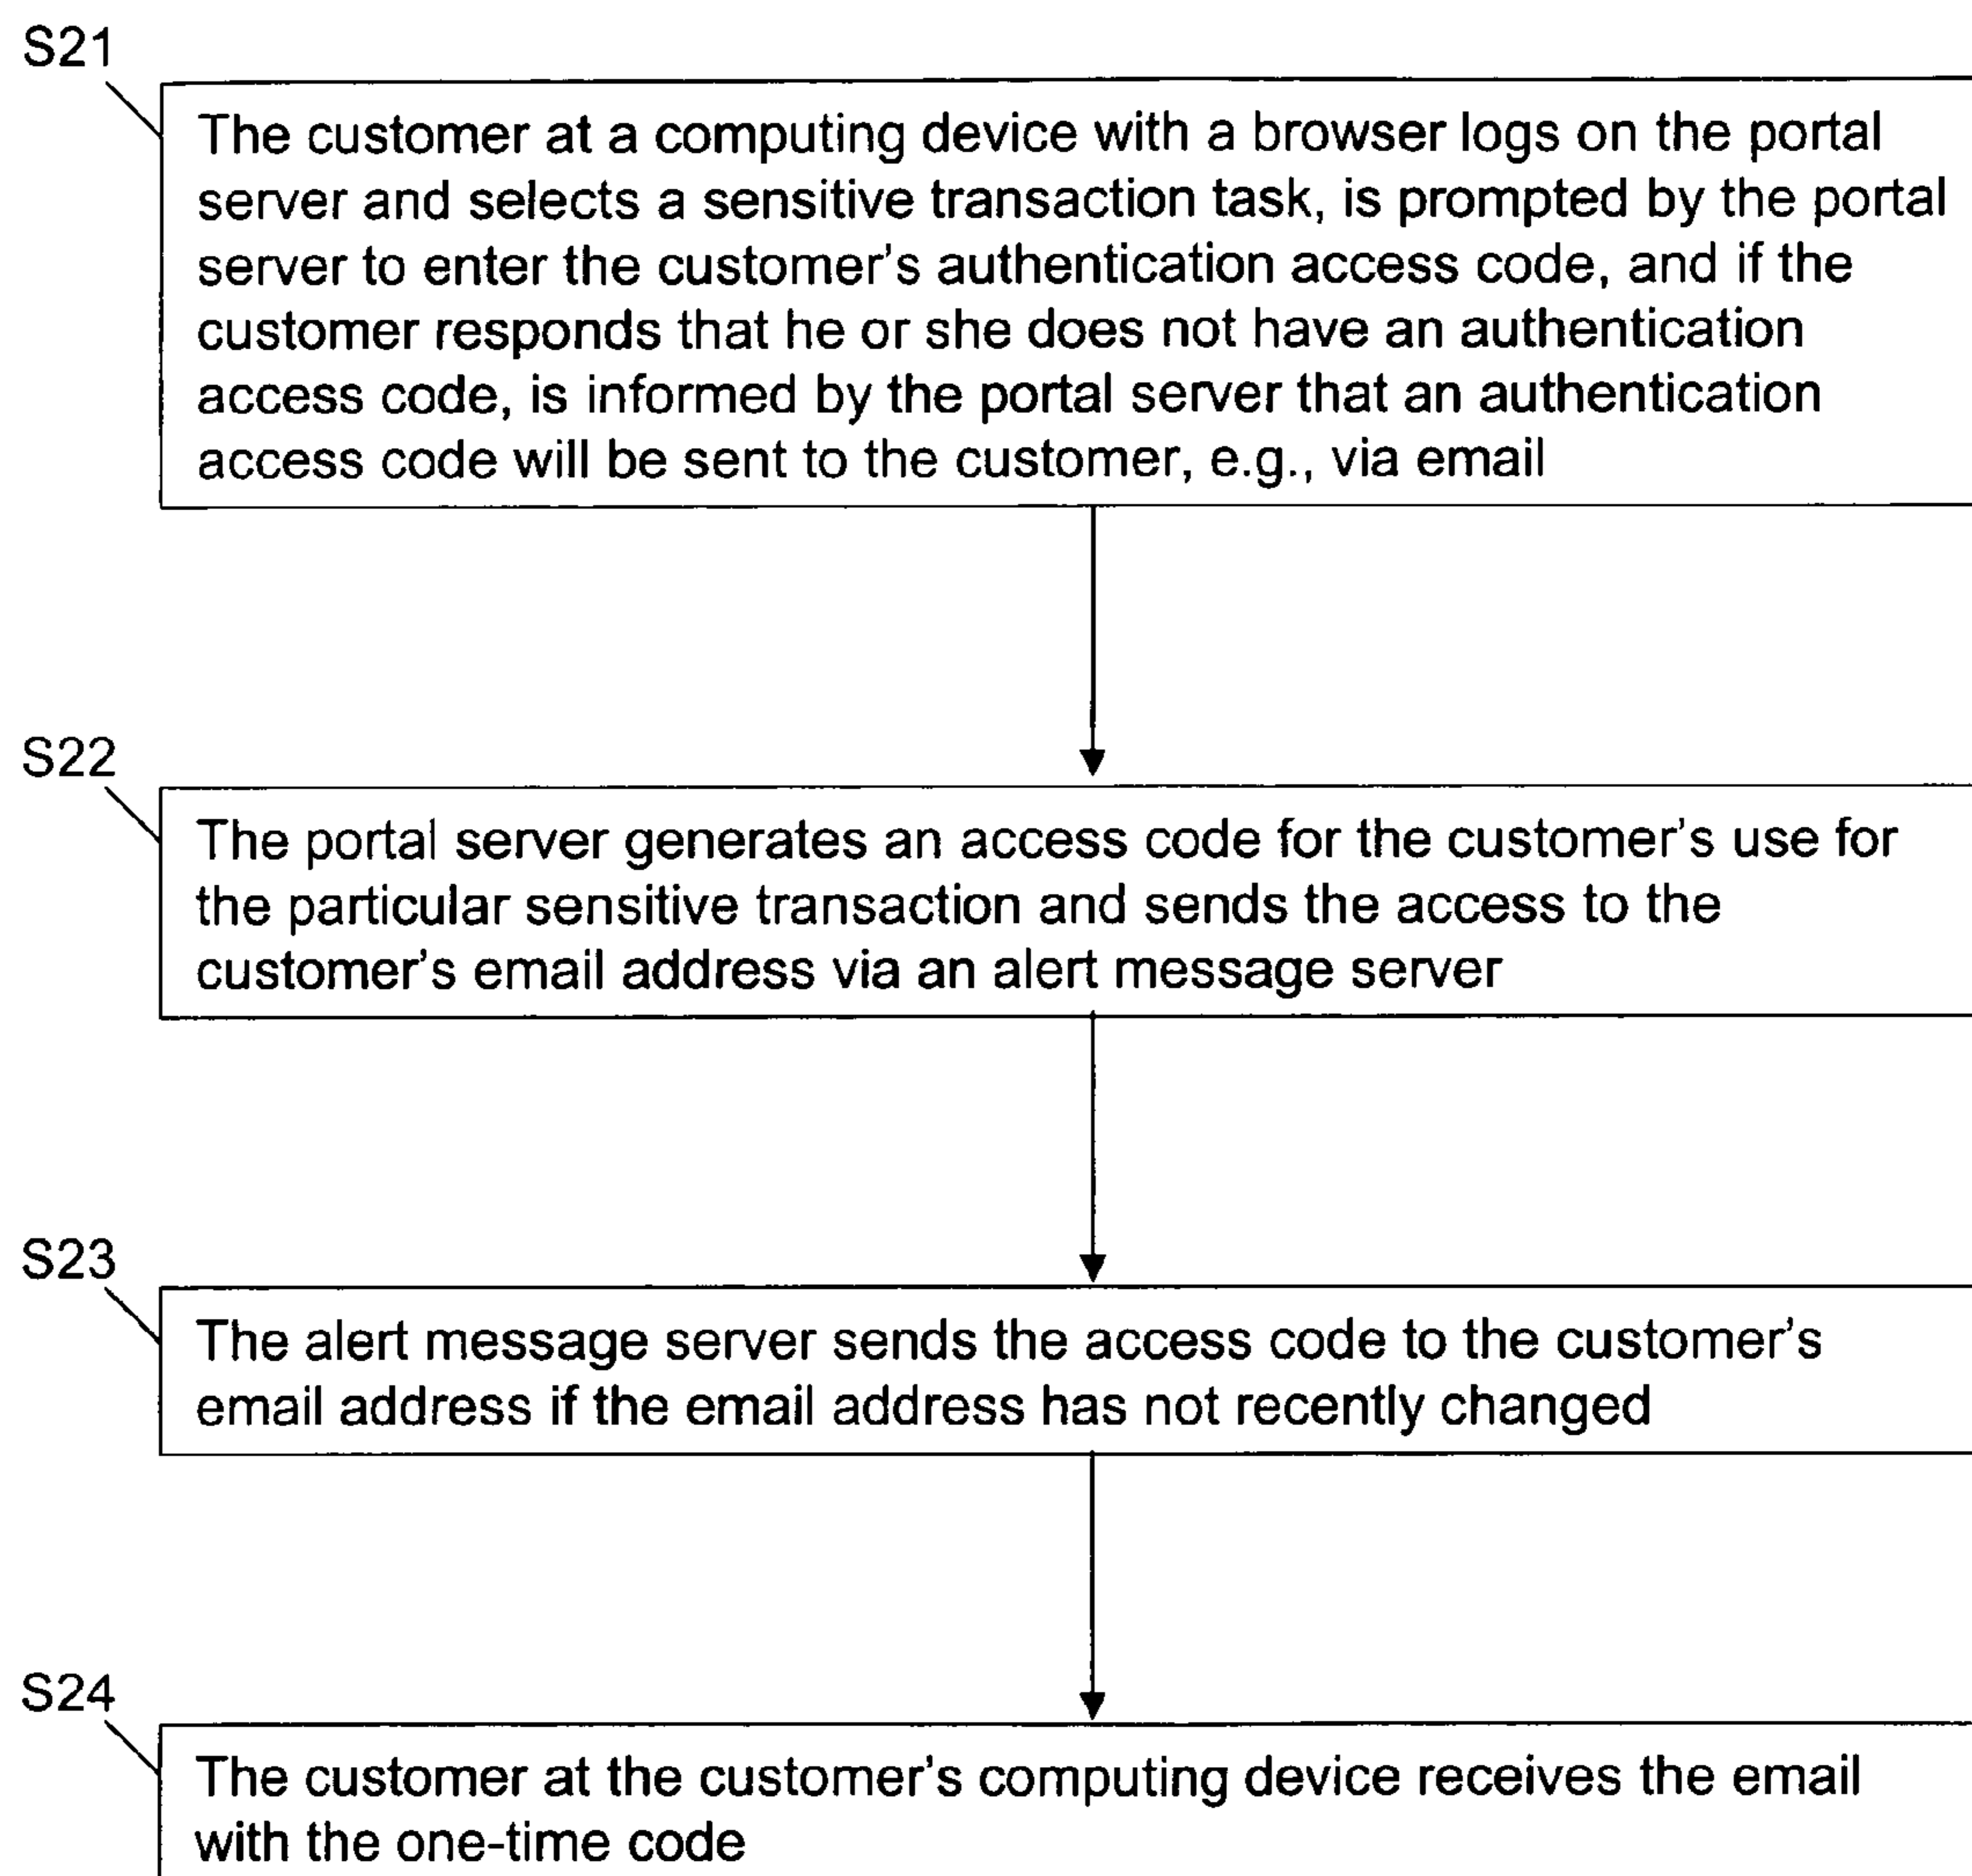 S21
The customer at a computing device with a browser logs on the portal
server and selects a sensitive transaction task, is prompted by the portal
server to enter the customer's authentication access code, and if the
customer responds that he or she does not have an authentication
access code, is informed by the portal server that an authentication
access code will be sent to the customer, e.g., via email
S22
The portal server generates an access code for the customer's use for
the particular sensitive transaction and sends the access to the
customer's email address via an alert message server
S23
The alert message server sends the access code to the customer's
email address if the email address has not recently changed
S24
The customer at the customer's computing device receives the email
with the one-time code